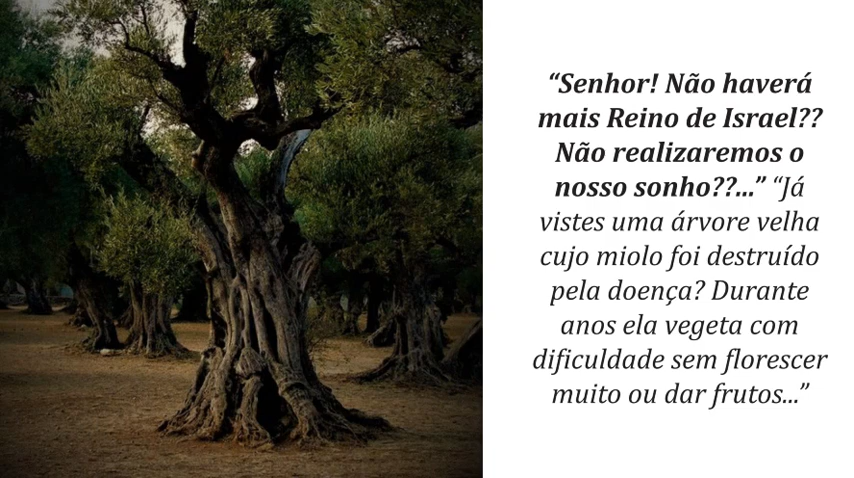 “Senhor! Não haverá
mais Reino de Israel??
Não realizaremos o
nosso sonho??...” “Já
vistes uma árvore velha
cujo miolo foi destruído
pela doença? Durante
anos ela vegeta com
dificuldade sem florescer
muito ou dar frutos...”